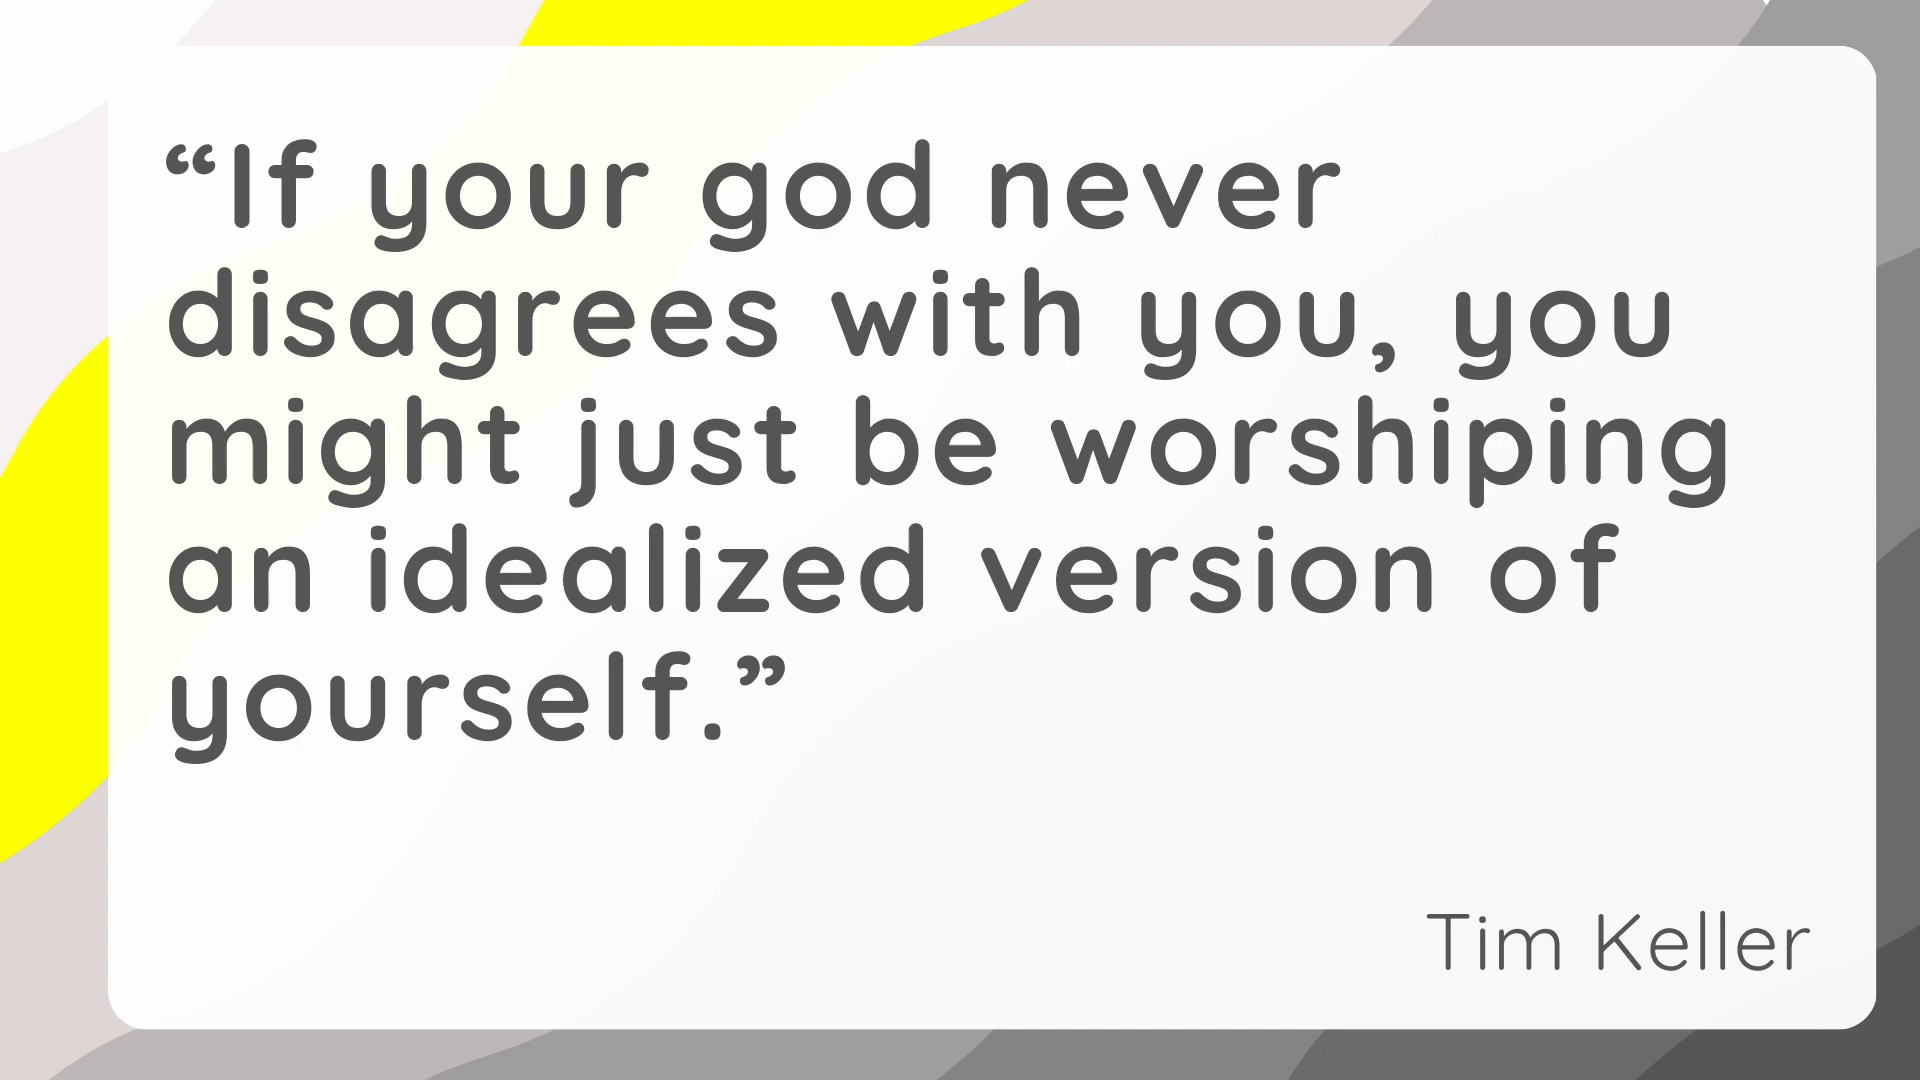 “If your god never
disagrees with you, you
might just be worshiping
an idealized version of
yourself.”
Tim Keller